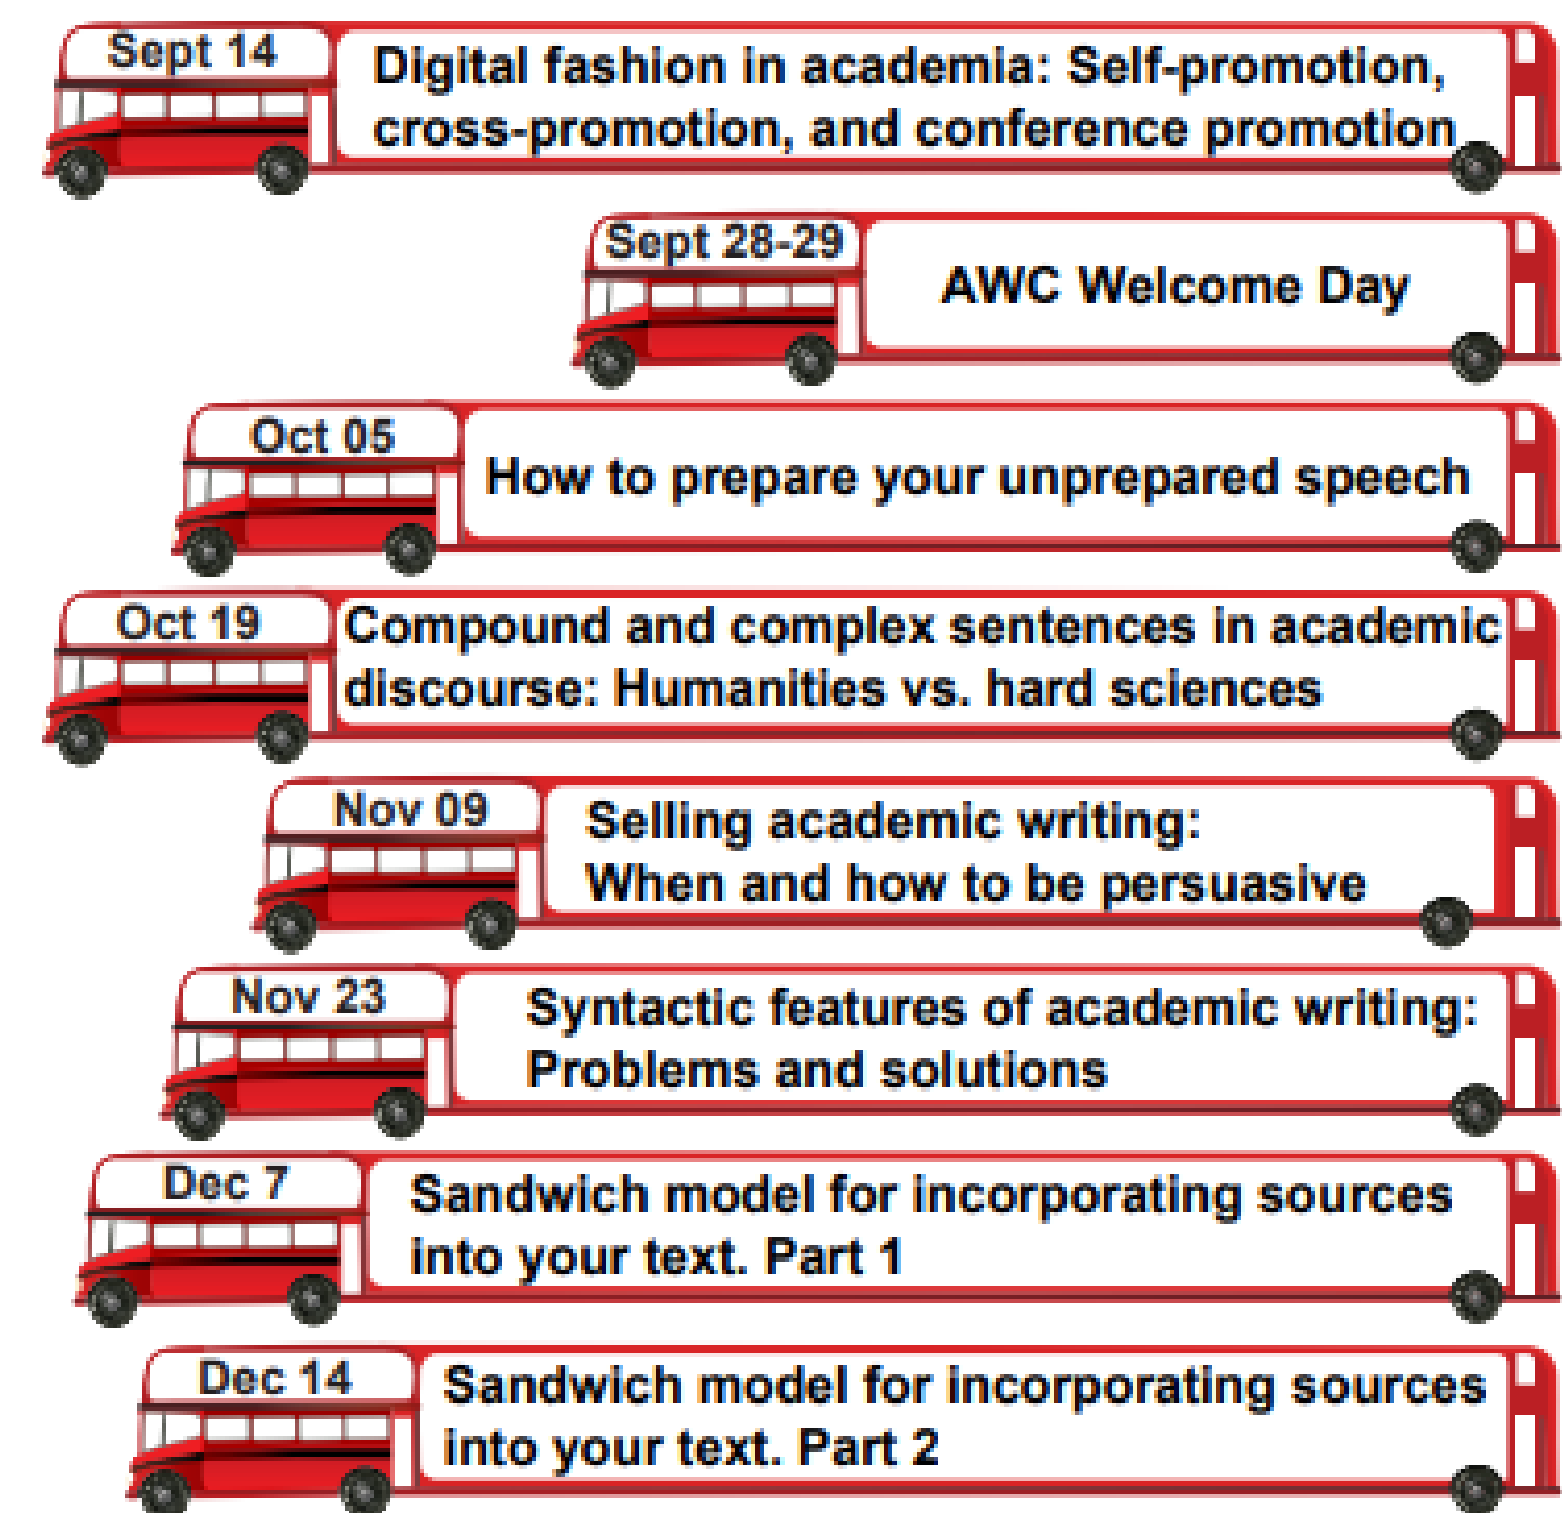 Sept 14
Digital fashion in academia: Self-promotion,
cross-promotion, and conference promotion
Sept 28-29
AWC Welcome Day
Oct 05
How to prepare your unprepared speech
Oct 19
Compound and complex sentences in academic
discourse: Humanities vs. hard sciences
Nov 09
Selling academic writing:
When and how to be persuasive
Nov 23
Syntactic features of academic writing:
Problems and solutions
Dec 7
Sandwich model for incorporating sources
into your text. Part 1
Dec 14
Sandwich model for incorporating sources
into your text. Part 2